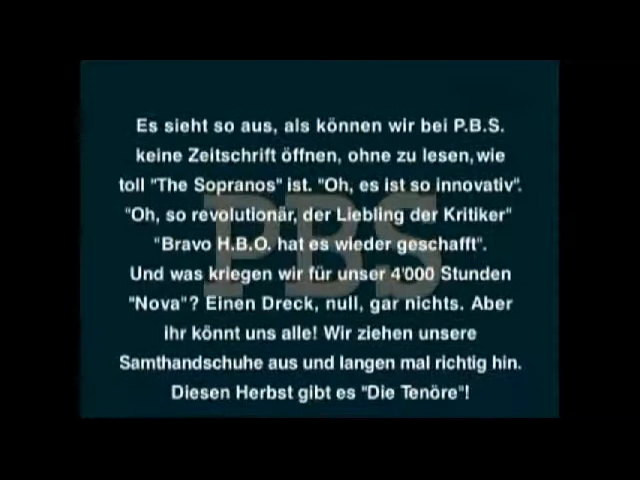 Es sieht so aus, als können wir bei P.B.S.
keine Zeitschrift öffnen, ohne zu lesen, wie
toll "The Sopranos" ist. "Oh, es ist so innovativ".
"Oh, so revolutionär, der Liebling der Kritiker"
"Bravo H.B.O. hat es wieder geschafft".
Und was kriegen wir für unser 4'000 Stunden
"Nova"? Einen Dreck, null, gar nichts. Aber
ihr könnt uns alle! Wir ziehen unsere
Samthandschuhe aus und langen mal richtig hin.
Diesen Herbst gibt es "Die Tenöre"!
PBS